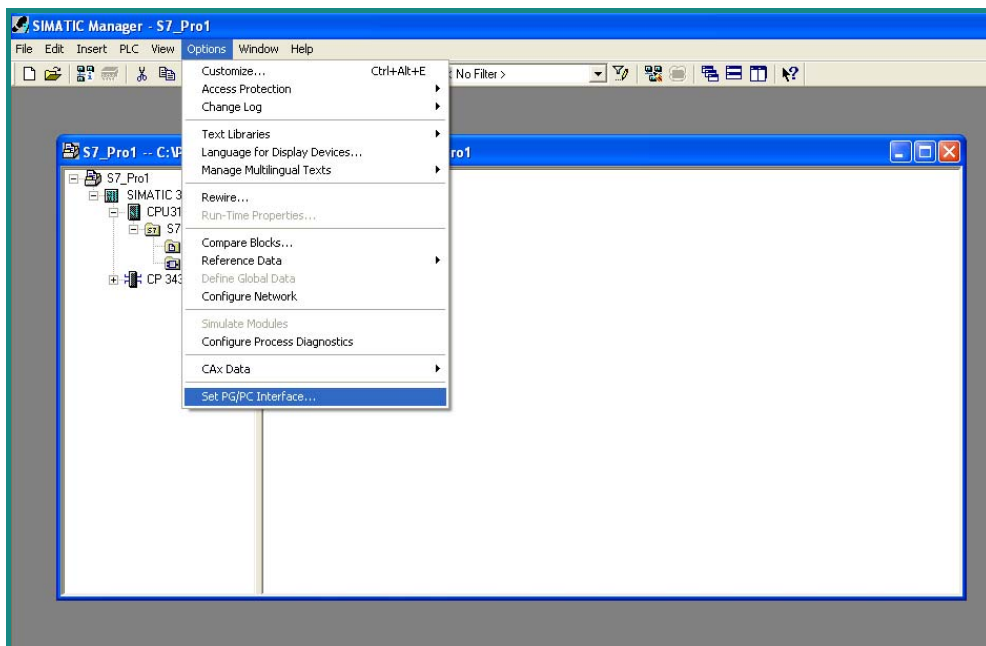 SIMATIC Manager - S7_Pro1
File Edit Insert PLC View Options Window Help
No Filter >
Customize... Ctrl+Alt+E
Access Protection
Change Log
Text Libraries
Language for Display Devices...
Manage Multilingual Texts
Rewire...
Run-Time Properties...
Compare Blocks...
Reference Data
Define Global Data
Configure Network
Simulate Modules
Configure Process Diagnostics
CAx Data
Set PG/PC Interface...
S7_Pro1 -- C:\P
ro1
S7_Pro1
SIMATIC 3
CPU31
S7
CP 343